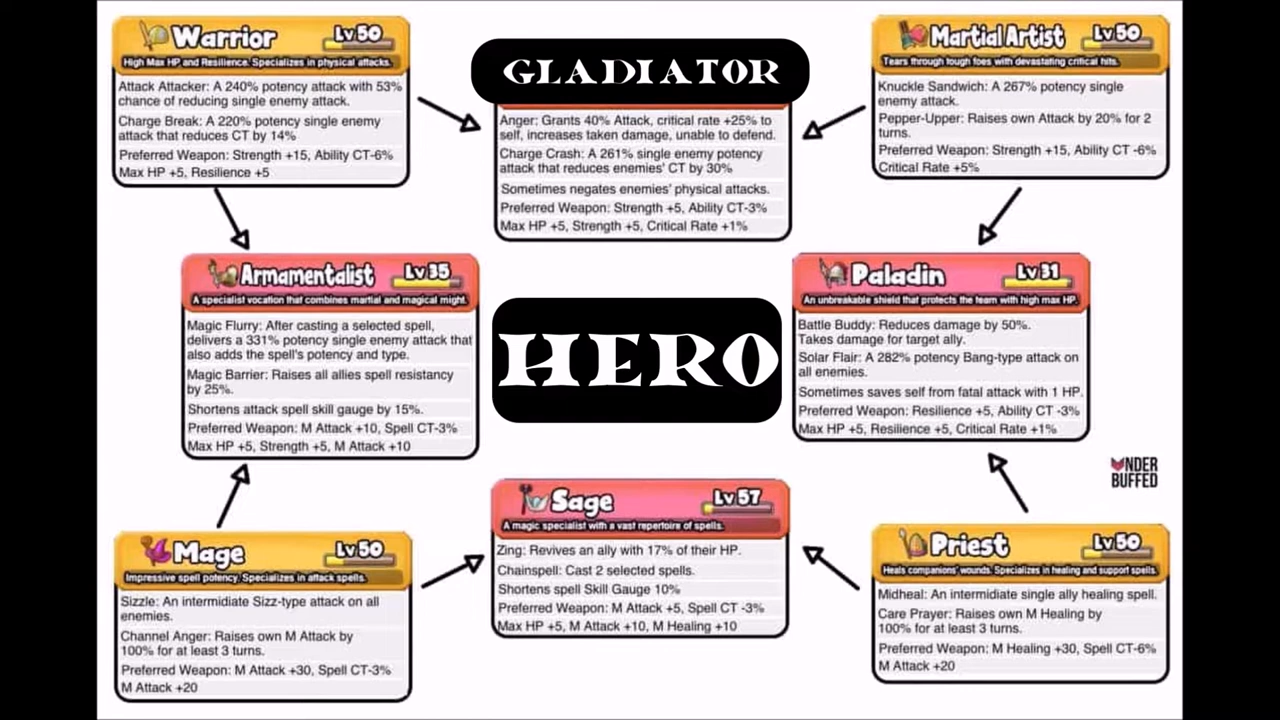 Warrior
Lv 50
High Max HP and Resilience. Specializes in physical attacks.
Attack Attacker: A 240% potency attack with 53%
chance of reducing single enemy attack.
Charge Break: A 220% potency single enemy
attack that reduces CT by 14%
Preferred Weapon: Strength +15, Ability CT-6%
Max HP +5, Resilience +5
GLADIATOR
Anger: Grants 40% Attack, critical rate +25% to
self, increases taken damage, unable to defend.
Charge Crash: A 261% single enemy potency
attack that reduces enemies' CT by 30%
Sometimes negates enemies' physical attacks.
Preferred Weapon: Strength +5, Ability CT-3%
Max HP +5, Strength +5, Critical Rate +1%
Martial Artist
Lv 50
Tears through tough foes with devastating critical hits.
Knuckle Sandwich: A 267% potency single
enemy attack.
Pepper-Upper: Raises own Attack by 20% for 2
turns.
Preferred Weapon: Strength +15, Ability CT -6%
Critical Rate +5%
Armamentalist
Lv 35
A specialist vocation that combines martial and magical might.
Magic Flurry: After casting a selected spell,
delivers a 331% potency single enemy attack that
also adds the spell's potency and type.
Magic Barrier: Raises all allies spell resistancy
by 25%.
Shortens attack spell skill gauge by 15%.
Preferred Weapon: M Attack +10, Spell CT-3%
Max HP +5, Strength +5, M Attack +10
HERO
Paladin
Lv 31
An unbreakable shield that protects the team with high max HP.
Battle Buddy: Reduces damage by 50%.
Takes damage for target ally.
Solar Flair: A 282% potency Bang-type attack on
all enemies.
Sometimes saves self from fatal attack with 1 HP.
Preferred Weapon: Resilience +5, Ability CT -3%
Max HP +5, Resilience +5, Critical Rate +1%
UNDER
BUFFED
Mage
Lv 50
Impressive spell potency. Specializes in attack spells.
Sizzle: An intermidiate Sizz-type attack on all
enemies.
Channel Anger: Raises own M Attack by
100% for at least 3 turns.
Preferred Weapon: M Attack +30, Spell CT-3%
M Attack +20
Sage
Lv 57
A magic specialist with a vast repertoire of spells.
Zing: Revives an ally with 17% of their HP.
Chainspell: Cast 2 selected spells.
Shortens spell Skill Gauge 10%
Preferred Weapon: M Attack +5, Spell CT -3%
Max HP +5, M Attack +10, M Healing +10
Priest
Lv 50
Heals companions' wounds. Specializes in healing and support spells.
Midheal: An intermidiate single ally healing spell.
Care Prayer: Raises own M Healing by
100% for at least 3 turns.
Preferred Weapon: M Healing +30, Spell CT-6%
M Attack +20